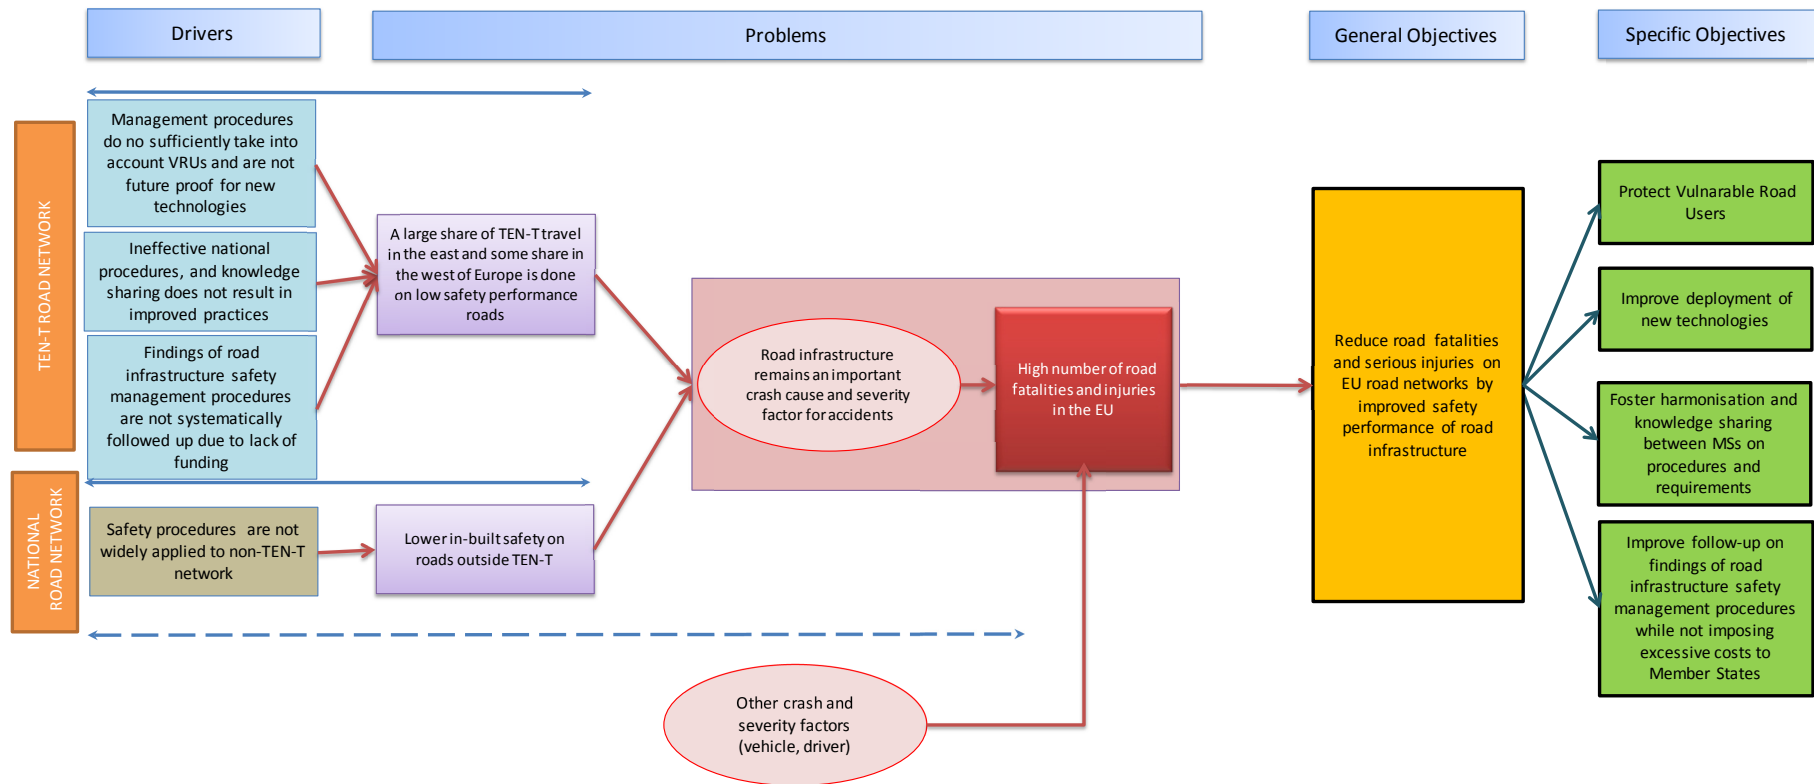 Drivers
Problems
General Objectives
Specific Objectives
TEN-T ROAD NETWORK
Management procedures
do no sufficiently take into
account VRUs and are not
future proof for new
technologies
Ineffective national
procedures, and knowledge
sharing does not result in
improved practices
Findings of road
infrastructure safety
management procedures
are not systematically
followed up due to lack of
funding
A large share of TEN-T travel
in the east and some share in
the west of Europe is done
on low safety performance
roads
NATIONAL
ROAD NETWORK
Safety procedures are not
widely applied to non-TEN-T
network
Lower in-built safety on
roads outside TEN-T
Road infrastructure
remains an important
crash cause and severity
factor for accidents
High number of road
fatalities and injuries
in the EU
Other crash and
severity factors
(vehicle, driver)
Reduce road fatalities
and serious injuries on
EU road networks by
improved safety
performance of road
infrastructure
Protect Vulnarable Road
Users
Improve deployment of
new technologies
Foster harmonisation and
knowledge sharing
between MSs on
procedures and
requirements
Improve follow-up on
findings of road
infrastructure safety
management procedures
while not imposing
excessive costs to
Member States